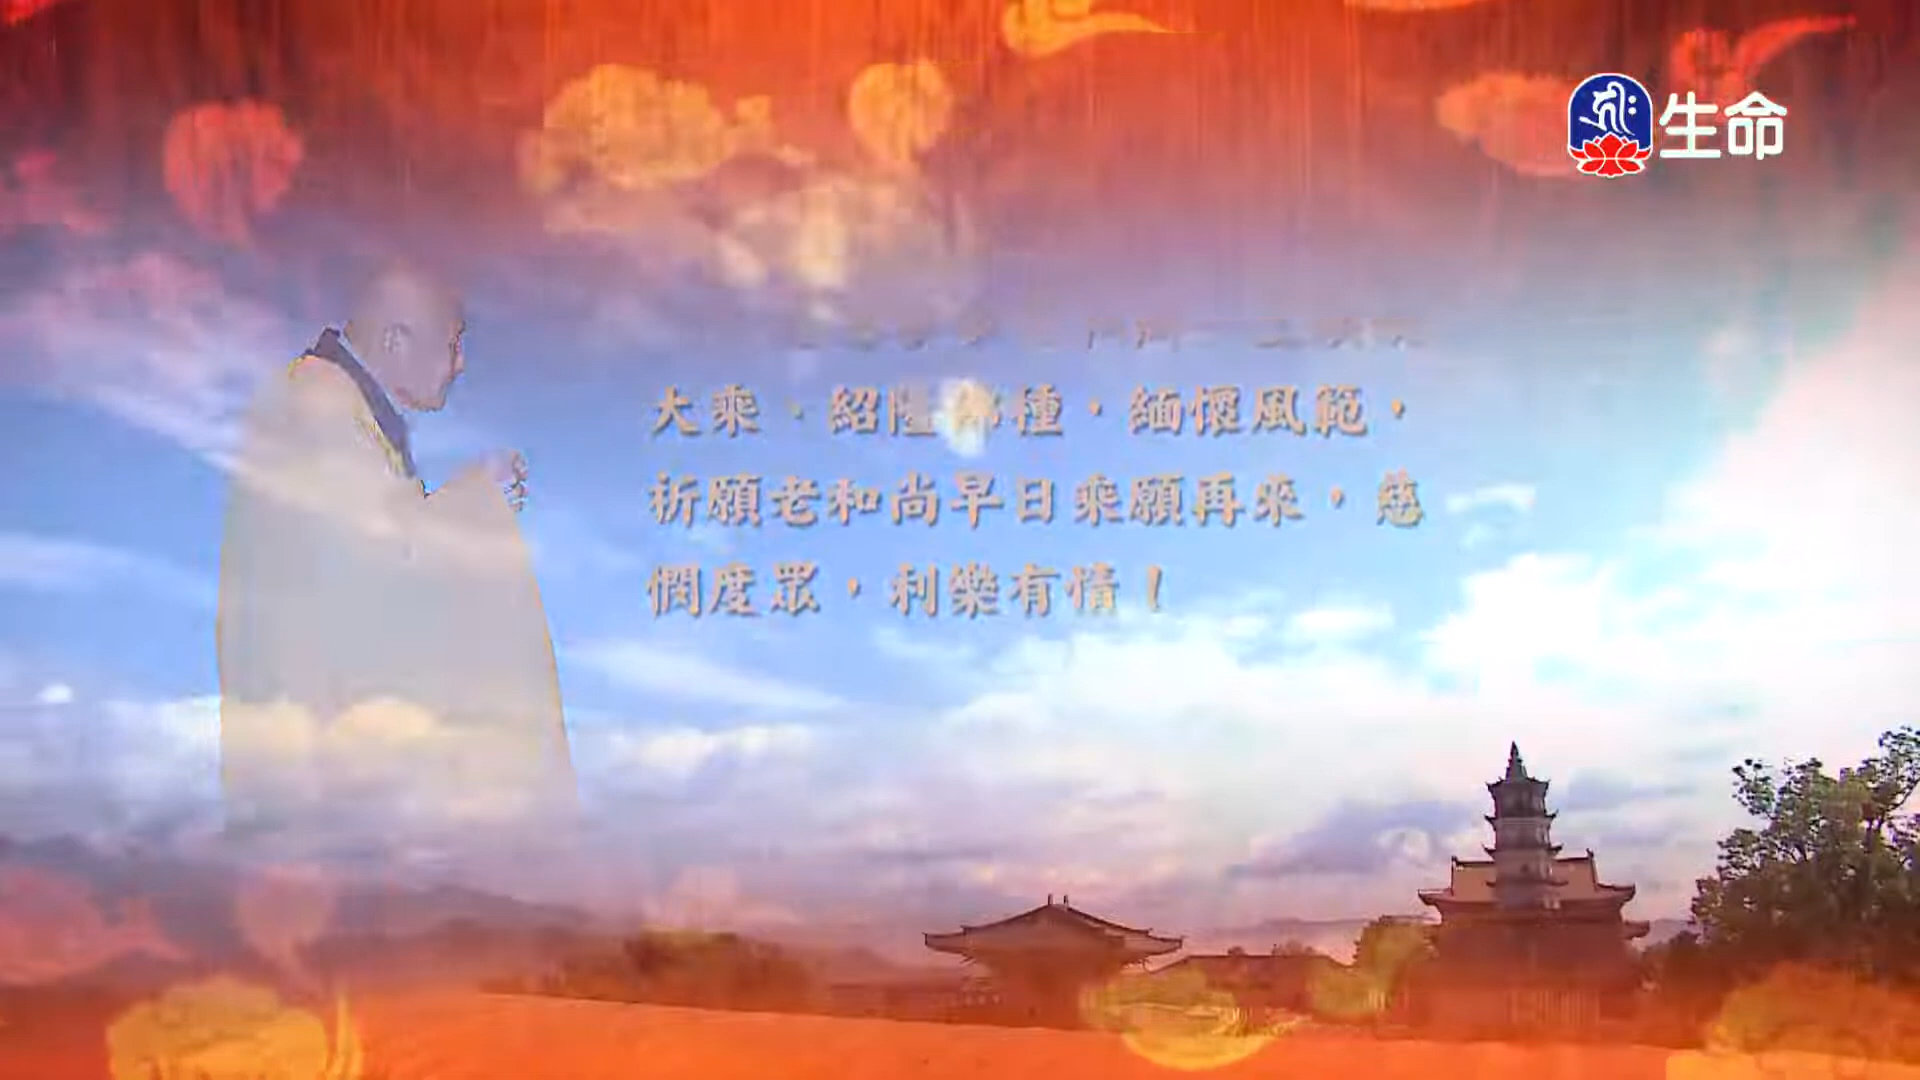 生命
大乘、紹隆佛種，緬懷風範，
祈願老和尚早日乘願再來，慈
憫度眾，利樂有情！